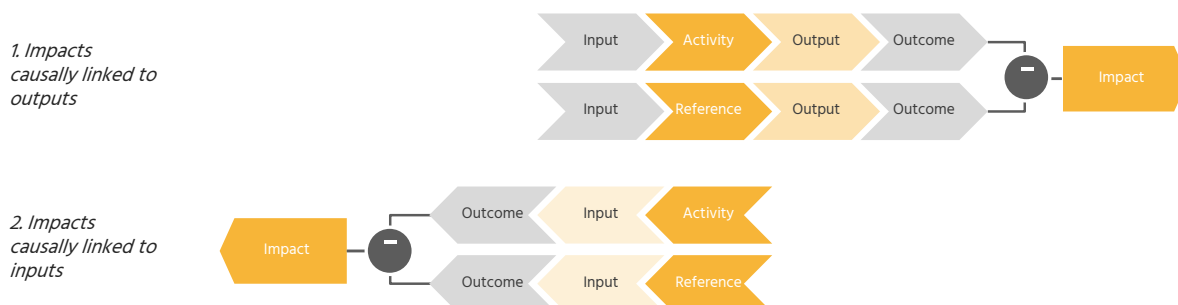 1. Impacts
causally linked to
outputs
Input Activity Output Outcome
Input Reference Output Outcome
- Impact
2. Impacts
causally linked to
inputs
Impact -
Outcome Input Activity
Outcome Input Reference